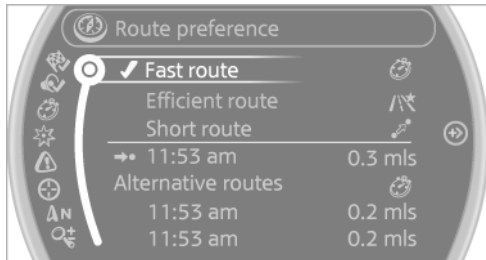 Route preference
Fast route
Efficient route
Short route
11:53 am 0.3 mls
Alternative routes
11:53 am 0.2 mls
N 11:53 am 0.2 mls